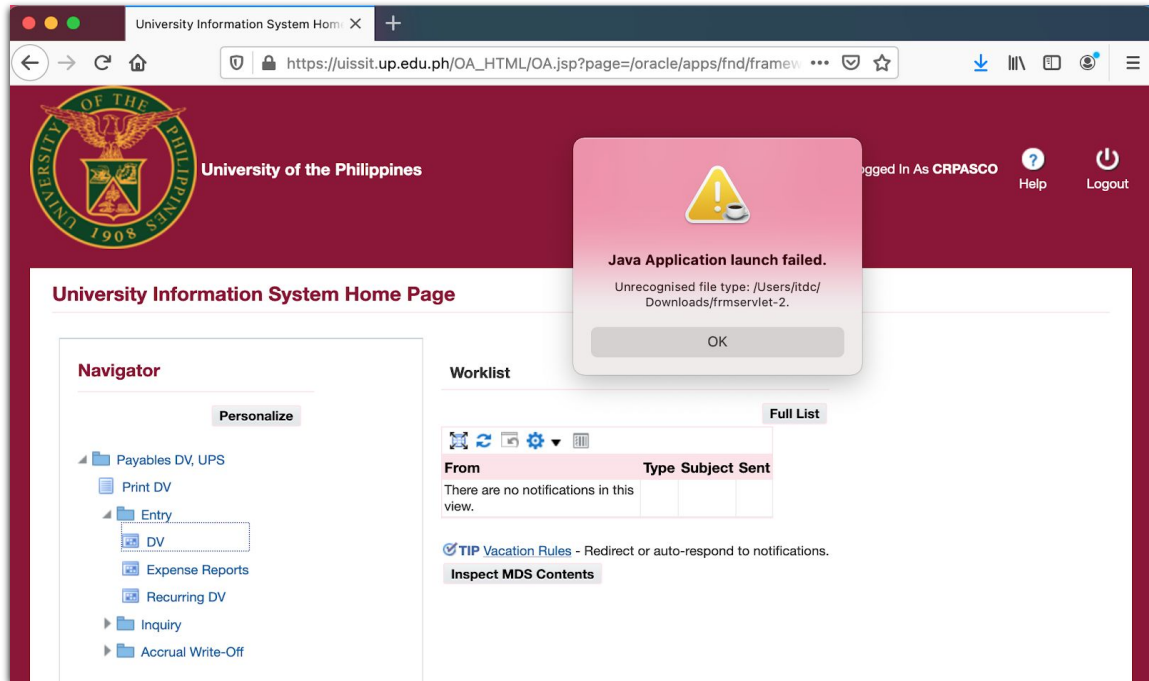 University Information System Home
https://uissit.up.edu.ph/OA_HTML/OA.jsp?page=/oracle/apps/fnd/framew
UNIVERSITY OF THE PHILIPPINES
1908
University of the Philippines
ogged In As CRPASCO
Help
Logout
Java Application launch failed.
Unrecognised file type: /Users/itdc/
Downloads/frmservlet-2.
OK
University Information System Home Page
Navigator
Personalize
Payables DV, UPS
Print DV
Entry
DV
Expense Reports
Recurring DV
Inquiry
Accrual Write-Off
Worklist
Full List
From Type Subject Sent
There are no notifications in this
view.
TIP Vacation Rules - Redirect or auto-respond to notifications.
Inspect MDS Contents